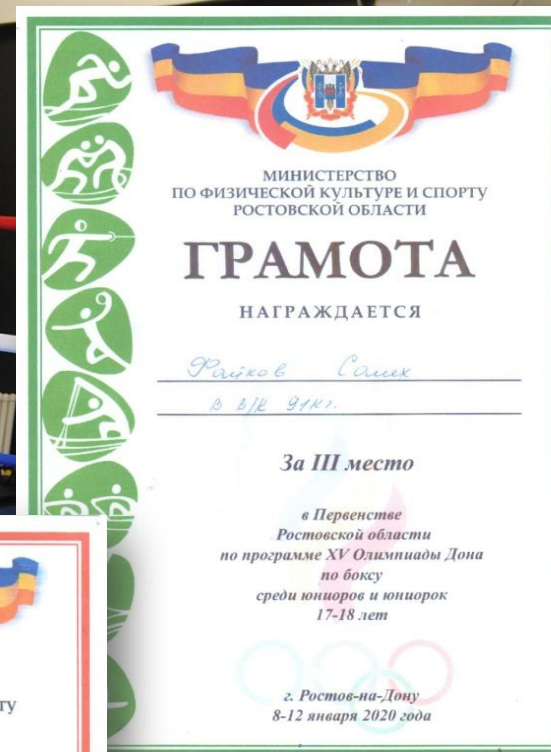 МИНИСТЕРСТВО
ПО ФИЗИЧЕСКОЙ КУЛЬТУРЕ И СПОРТУ
РОСТОВСКОЙ ОБЛАСТИ
ГРАМОТА
НАГРАЖДАЕТСЯ
Файков Салех
в в/к 91кг.
За III место
в Первенстве
Ростовской области
по программе XV Олимпиады Дона
по боксу
среди юниоров и юниорок
17-18 лет
г. Ростов-на-Дону
8-12 января 2020 года
ТУ